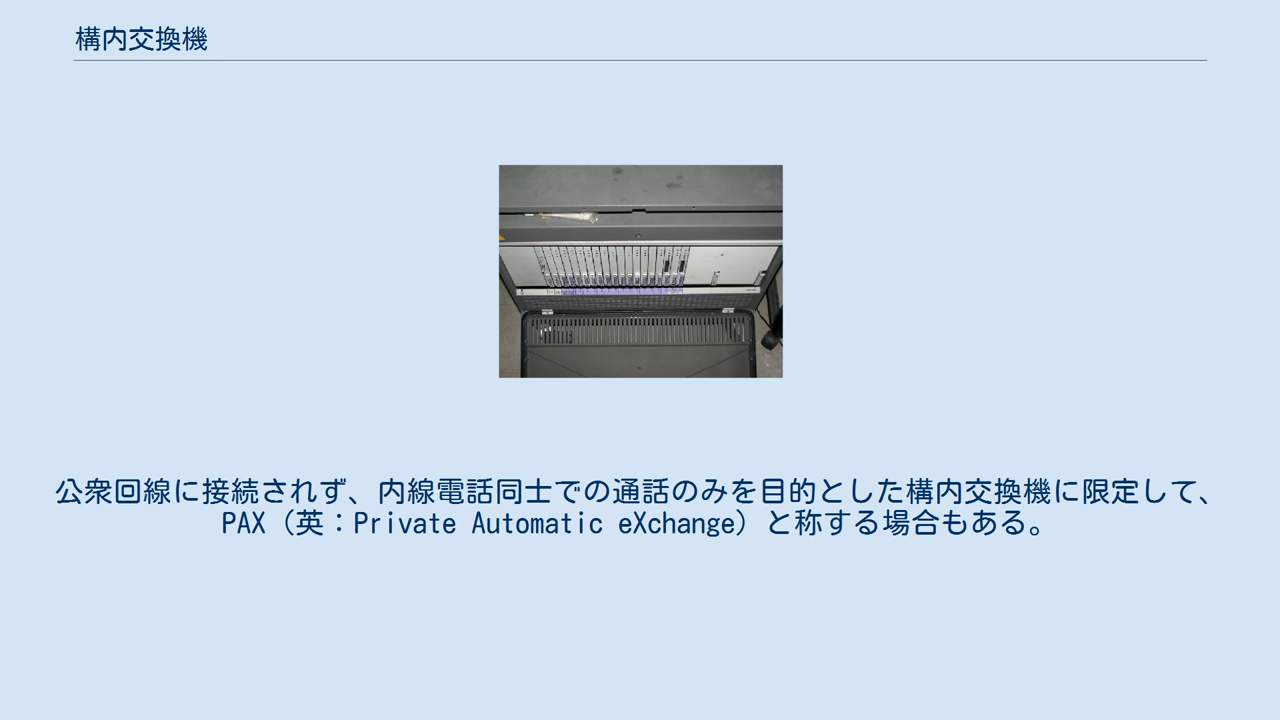 構内交換機
公衆回線に接続されず、内線電話同士での通話のみを目的とした構内交換機に限定して、
PAX（英：Private Automatic eXchange）と称する場合もある。